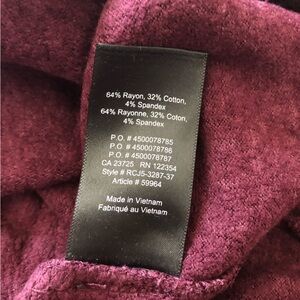 64% Rayon, 32% Cotton,
4% Spandex
64% Rayonne, 32% Coton,
4% Spandex
P.O. # 4500078785
P.O. # 4500078786
P.O. # 4500078787
CA 23725 RN 122354
Style # RCJ5-3287-37
Article # 59964
Made in Vietnam
Fabriqué au Vietnam